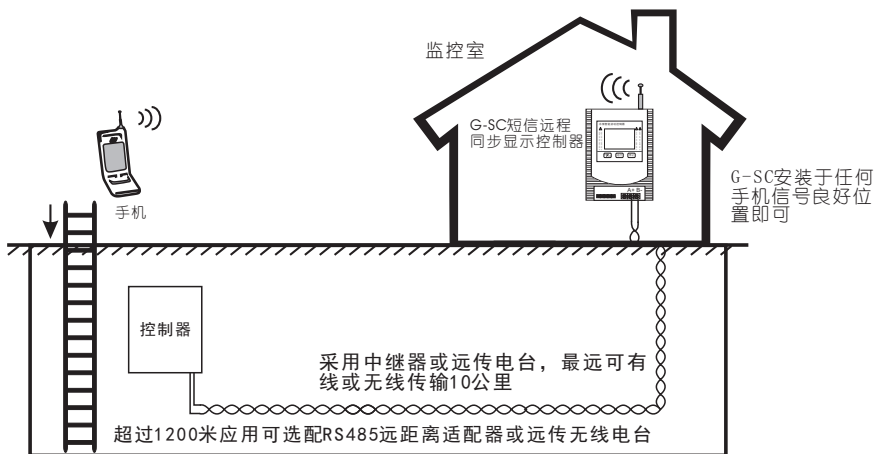 监控室
G-SC短信远程
同步显示控制器
A+ B-
G-SC安装于任何
手机信号良好位
置即可
手机
控制器
采用中继器或远传电台，最远可有
线或无线传输10公里
超过1200米应用可选配RS485远距离适配器或远传无线电台